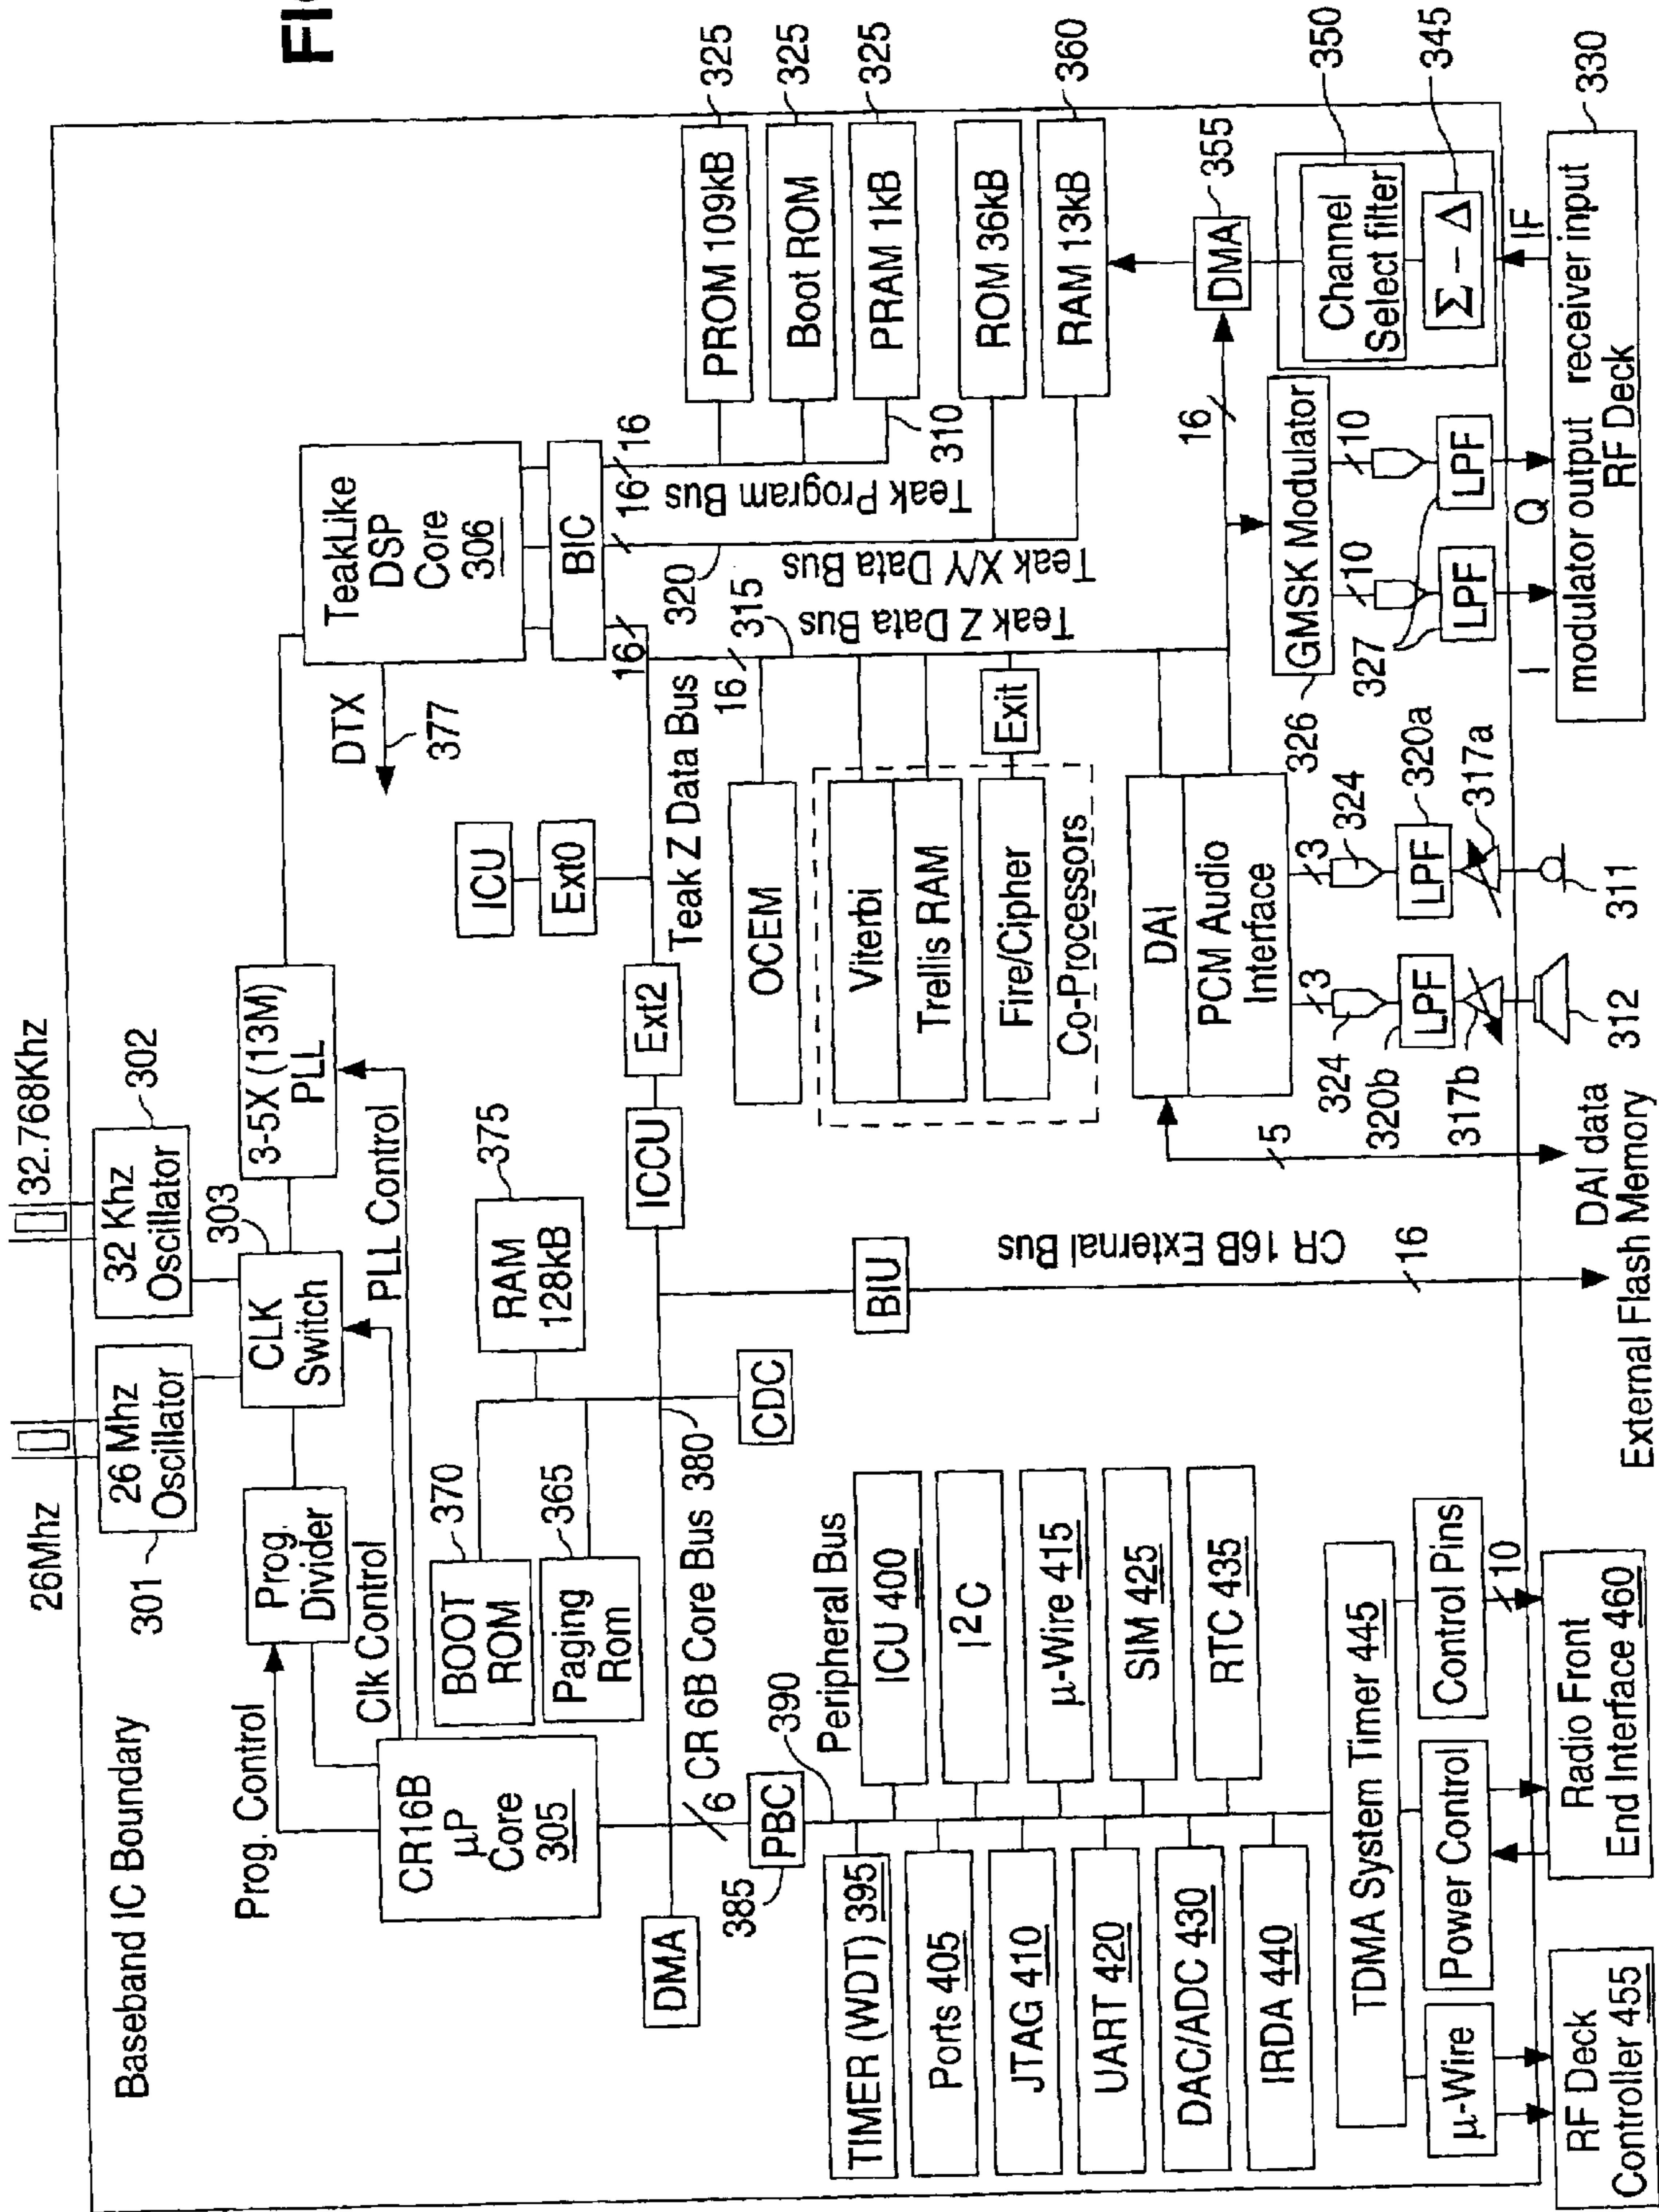 FI
26Mhz
32.768Khz
Baseband IC Boundary
301
26 Mhz
Oscillator
32 Khz
Oscillator
302
303
Prog. Control
Prog.
Divider
CLK
Switch
3-5X (13M)
PLL
Clk Control
PLL Control
DTX
377
TeakLike
DSP
Core
306
CR16B
µP
Core
305
BOOT
ROM
370
Paging
Rom
365
RAM
128kB
375
ICU
Ext0
BIC
16
16
16
DMA
CR 6B Core Bus 380
6
ICCU
Ext2
Teak Z Data Bus
16
315
320
Teak Program Bus
Teak X/Y Data Bus
Teak Z Data Bus
310
PROM 109kB
325
Boot ROM
325
PRAM 1kB
325
ROM 36kB
RAM 13kB
360
385
PBC
390
CDC
Peripheral Bus
BIU
CR 16B External Bus
16
OCEM
Viterbi
Trellis RAM
Fire/Cipher
Co-Processors
Exit
TIMER (WDT) 395
Ports 405
JTAG 410
UART 420
DAC/ADC 430
IRDA 440
ICU 400
I2C
µ-Wire 415
SIM 425
RTC 435
DAI
PCM Audio
Interface
5
3
3
324
324
320b
LPF
LPF
320a
317b
317a
312
311
16
DMA
355
326
GMSK Modulator
10
10
327
LPF
LPF
Channel
Select filter
350
Σ – Δ
345
I
Q
IF
modulator output
receiver input
RF Deck
330
TDMA System Timer 445
µ-Wire
Power Control
Control Pins
10
RF Deck
Controller 455
Radio Front
End Interface 460
DAI data
External Flash Memory